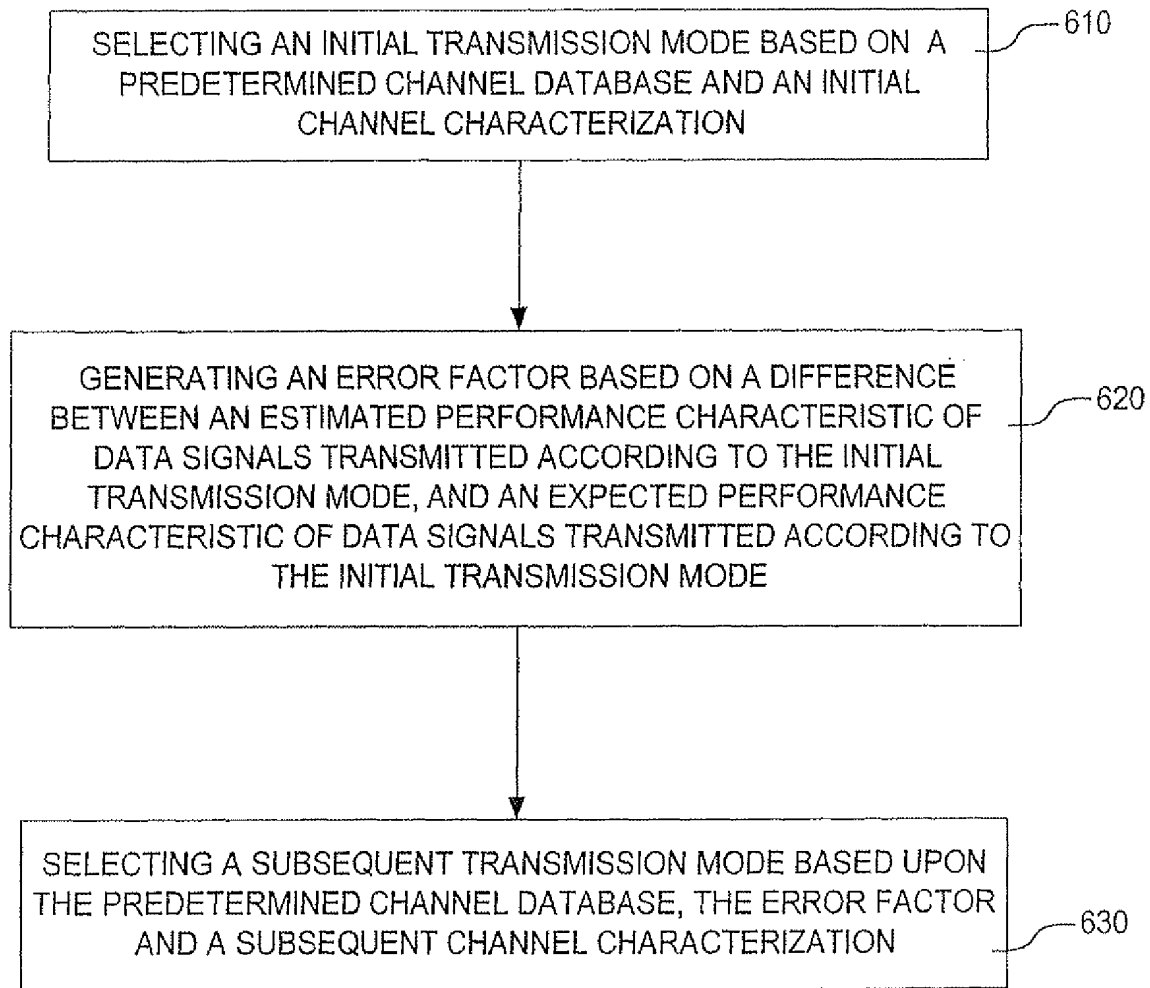 SELECTING AN INITIAL TRANSMISSION MODE BASED ON A
PREDETERMINED CHANNEL DATABASE AND AN INITIAL
CHANNEL CHARACTERIZATION
610
GENERATING AN ERROR FACTOR BASED ON A DIFFERENCE
BETWEEN AN ESTIMATED PERFORMANCE CHARACTERISTIC OF
DATA SIGNALS TRANSMITTED ACCORDING TO THE INITIAL
TRANSMISSION MODE, AND AN EXPECTED PERFORMANCE
CHARACTERISTIC OF DATA SIGNALS TRANSMITTED ACCORDING TO
THE INITIAL TRANSMISSION MODE
620
SELECTING A SUBSEQUENT TRANSMISSION MODE BASED UPON
THE PREDETERMINED CHANNEL DATABASE, THE ERROR FACTOR
AND A SUBSEQUENT CHANNEL CHARACTERIZATION
630